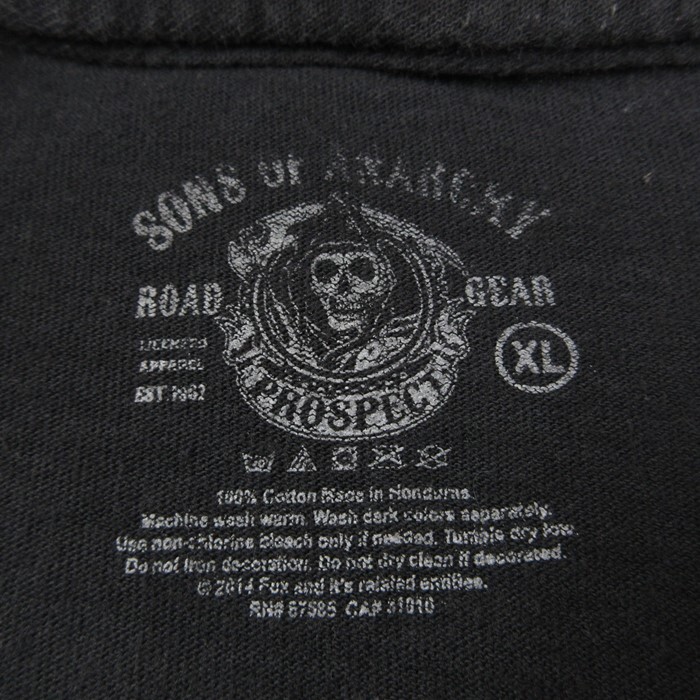 SONS OF ANARCHY
ROAD GEAR
LICENSED
APPAREL
EST. 1962
XL
PROSPECT
100% Cotton Made in Honduras.
Machine wash warm. Wash dark colors separately.
Use non-chlorine bleach only if needed. Tumble dry low.
Do not iron decoration. Do not dry clean if decorated.
© 2014 Fox and it's related entities.
RN# 67585 CA# 31010